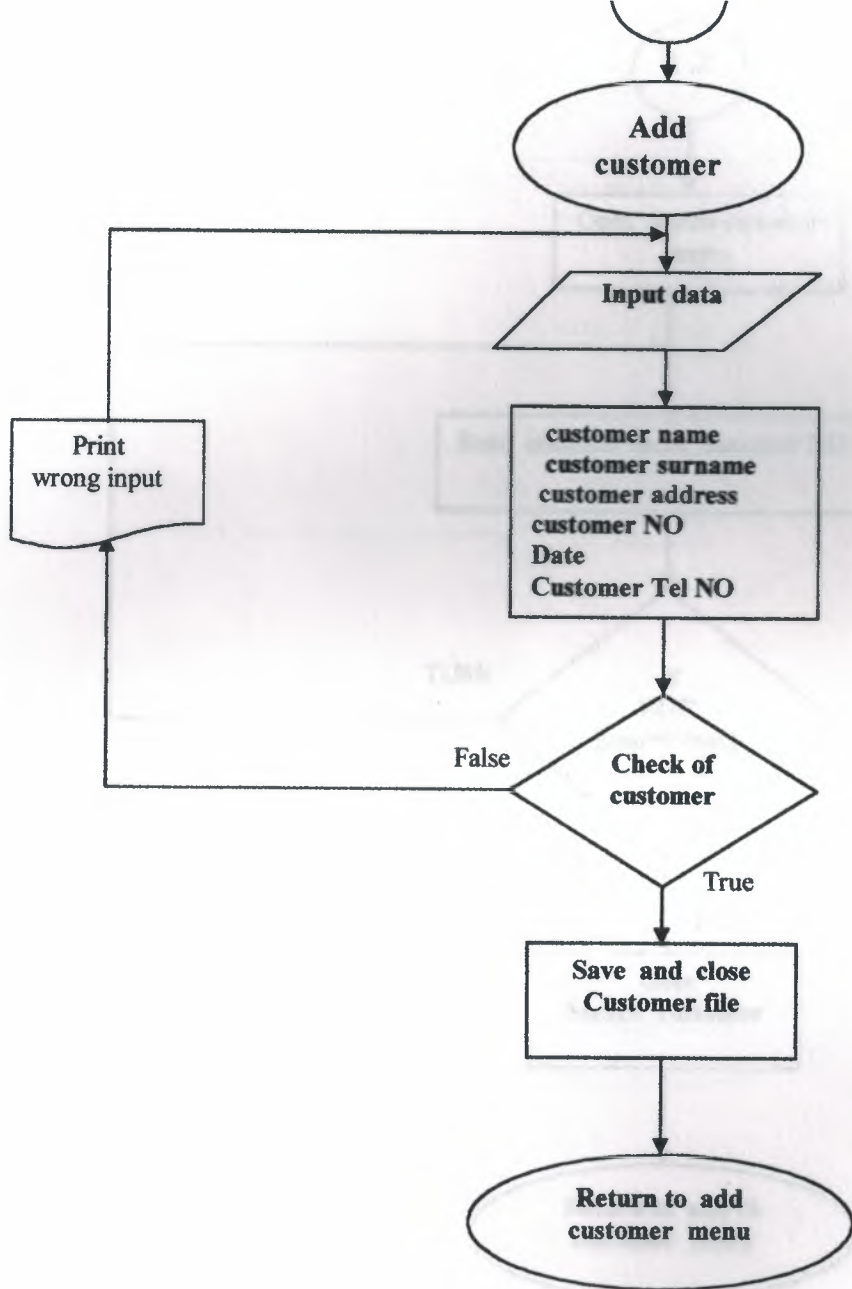 Add
customer
Input data
Print
wrong input
customer name
customer surname
customer address
customer NO
Date
Customer Tel NO
False
Check of
customer
True
Save and close
Customer file
Return to add
customer menu